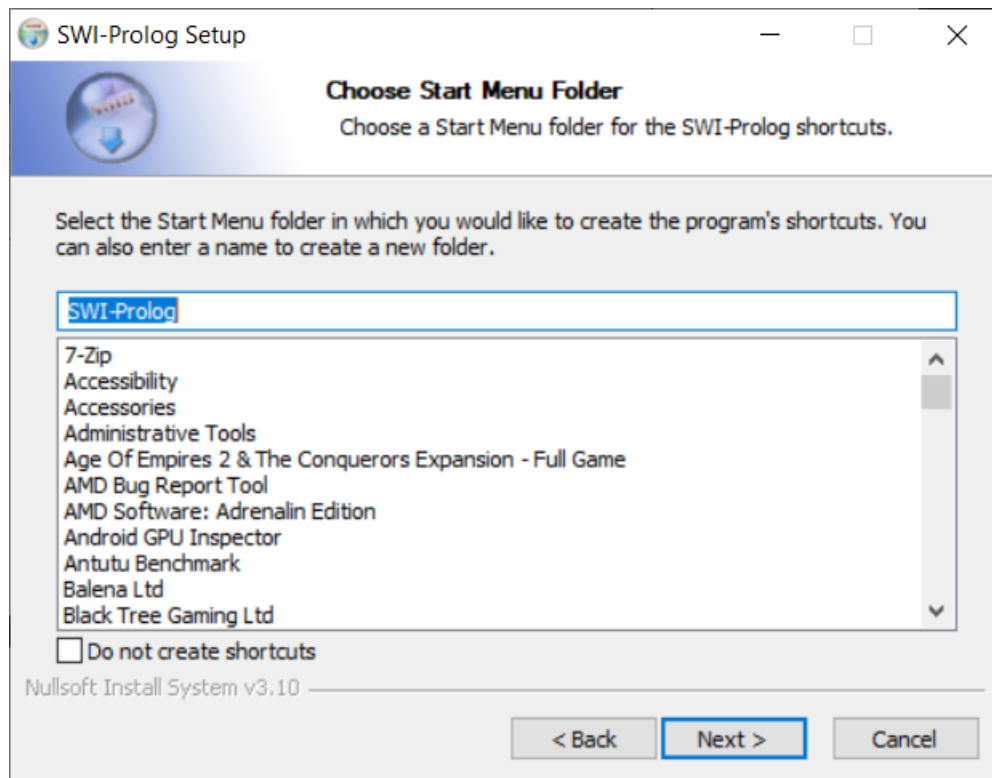 SWI-Prolog Setup
Choose Start Menu Folder
Choose a Start Menu folder for the SWI-Prolog shortcuts.
Select the Start Menu folder in which you would like to create the program's shortcuts. You
can also enter a name to create a new folder.
SWI-Prolog
7-Zip
Accessibility
Accessories
Administrative Tools
Age Of Empires 2 & The Conquerors Expansion - Full Game
AMD Bug Report Tool
AMD Software: Adrenalin Edition
Android GPU Inspector
Antutu Benchmark
Balena Ltd
Black Tree Gaming Ltd
Do not create shortcuts
Nullsoft Install System v3.10
< Back
Next >
Cancel